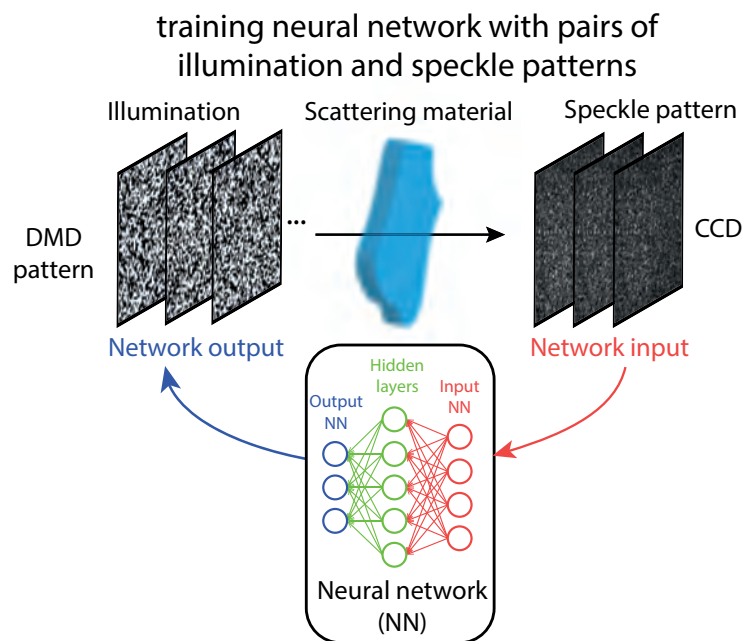 training neural network with pairs of
illumination and speckle patterns
Illumination
Scattering material
Speckle pattern
DMD
pattern
...
CCD
Network output
Network input
Hidden
layers
Output
NN
Input
NN
Neural network
(NN)